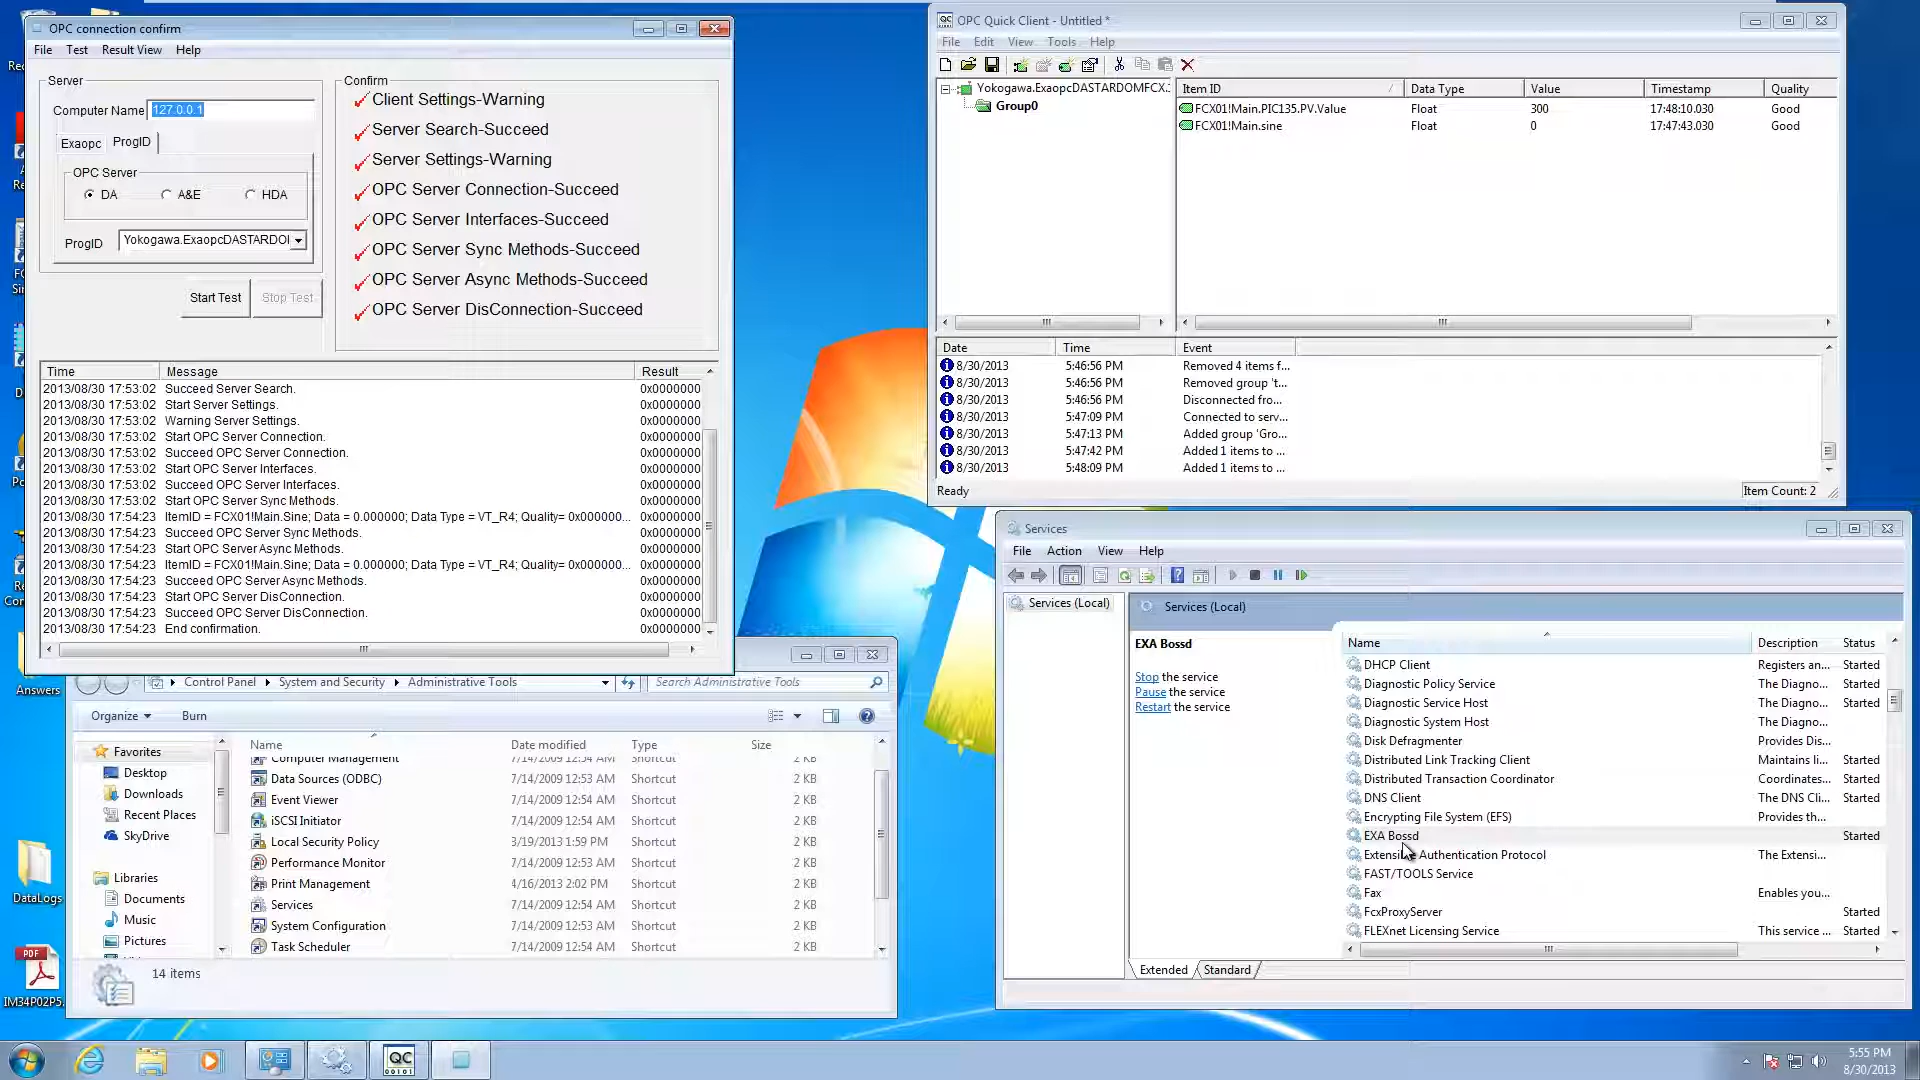 OPC connection confirm
File Test Result View Help
Server
Computer Name 127.0.0.1
Exaopc ProgID
OPC Server
DA A&E HDA
ProgID Yokogawa.ExaopcDASTARDOI
Start Test Stop Test
Confirm
Client Settings-Warning
Server Search-Succeed
Server Settings-Warning
OPC Server Connection-Succeed
OPC Server Interfaces-Succeed
OPC Server Sync Methods-Succeed
OPC Server Async Methods-Succeed
OPC Server DisConnection-Succeed
Time Message Result
2013/08/30 17:53:02 Succeed Server Search. 0x0000000
2013/08/30 17:53:02 Start Server Settings. 0x0000000
2013/08/30 17:53:02 Warning Server Settings. 0x0000000
2013/08/30 17:53:02 Start OPC Server Connection. 0x0000000
2013/08/30 17:53:02 Succeed OPC Server Connection. 0x0000000
2013/08/30 17:53:02 Start OPC Server Interfaces. 0x0000000
2013/08/30 17:53:02 Succeed OPC Server Interfaces. 0x0000000
2013/08/30 17:53:02 Start OPC Server Sync Methods. 0x0000000
2013/08/30 17:54:23 ItemID = FCX01!Main.Sine; Data = 0.000000; Data Type = VT_R4; Quality= 0x000000... 0x0000000
2013/08/30 17:54:23 Succeed OPC Server Sync Methods. 0x0000000
2013/08/30 17:54:23 Start OPC Server Async Methods. 0x0000000
2013/08/30 17:54:23 ItemID = FCX01!Main.Sine; Data = 0.000000; Data Type = VT_R4; Quality= 0x000000... 0x0000000
2013/08/30 17:54:23 Succeed OPC Server Async Methods. 0x0000000
2013/08/30 17:54:23 Start OPC Server DisConnection. 0x0000000
2013/08/30 17:54:23 Succeed OPC Server DisConnection. 0x0000000
2013/08/30 17:54:23 End confirmation. 0x0000000
OPC Quick Client - Untitled *
File Edit View Tools Help
Yokogawa.ExaopcDASTARDOMFCX.
Group0
Item ID Data Type Value Timestamp Quality
FCX01!Main.PIC135.PV.Value Float 300 17:48:10.030 Good
FCX01!Main.sine Float 0 17:47:43.030 Good
Date Time Event
8/30/2013 5:46:56 PM Removed 4 items f...
8/30/2013 5:46:56 PM Removed group 't...
8/30/2013 5:46:56 PM Disconnected fro...
8/30/2013 5:47:09 PM Connected to serv...
8/30/2013 5:47:13 PM Added group 'Gro...
8/30/2013 5:47:42 PM Added 1 items to ...
8/30/2013 5:48:09 PM Added 1 items to ...
Ready Item Count: 2
Services
File Action View Help
Services (Local)
Services (Local)
EXA Bossd
Stop the service
Pause the service
Restart the service
Name Description Status
DHCP Client Registers an... Started
Diagnostic Policy Service The Diagno... Started
Diagnostic Service Host The Diagno... Started
Diagnostic System Host The Diagno...
Disk Defragmenter Provides Dis...
Distributed Link Tracking Client Maintains li... Started
Distributed Transaction Coordinator Coordinates... Started
DNS Client The DNS Cli... Started
Encrypting File System (EFS) Provides th...
EXA Bossd Started
Authentication Protocol The Extensi...
FAST/TOOLS Service
Fax Enables you...
FcxProxyServer Started
FLEXnet Licensing Service This service ... Started
Extended Standard
Control Panel System and Security Administrative Tools Search Administrative Tools
Organize Burn
Favorites
Desktop
Downloads
Recent Places
SkyDrive
Libraries
Documents
Music
Pictures
Name Date modified Type Size
Computer Management 7/14/2009 12:54 AM Shortcut 2 KB
Data Sources (ODBC) 7/14/2009 12:53 AM Shortcut 2 KB
Event Viewer 7/14/2009 12:54 AM Shortcut 2 KB
iSCSI Initiator 7/14/2009 12:54 AM Shortcut 2 KB
Local Security Policy 3/19/2013 1:59 PM Shortcut 2 KB
Performance Monitor 7/14/2009 12:53 AM Shortcut 2 KB
Print Management 4/16/2013 2:02 PM Shortcut 2 KB
Services 7/14/2009 12:54 AM Shortcut 2 KB
System Configuration 7/14/2009 12:53 AM Shortcut 2 KB
Task Scheduler 7/14/2009 12:54 AM Shortcut 2 KB
14 items
Answers
DataLogs
PDF
IM34P02P5.
QC
00101
5:55 PM
8/30/2013